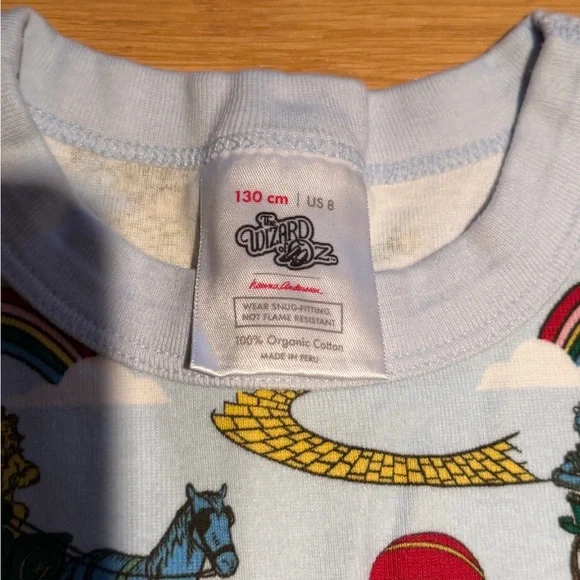 130 cm | US 8
The
WIZARD
of OZ
hanna andersson
WEAR SNUG-FITTING,
NOT FLAME RESISTANT
100% Organic Cotton
MADE IN PERU